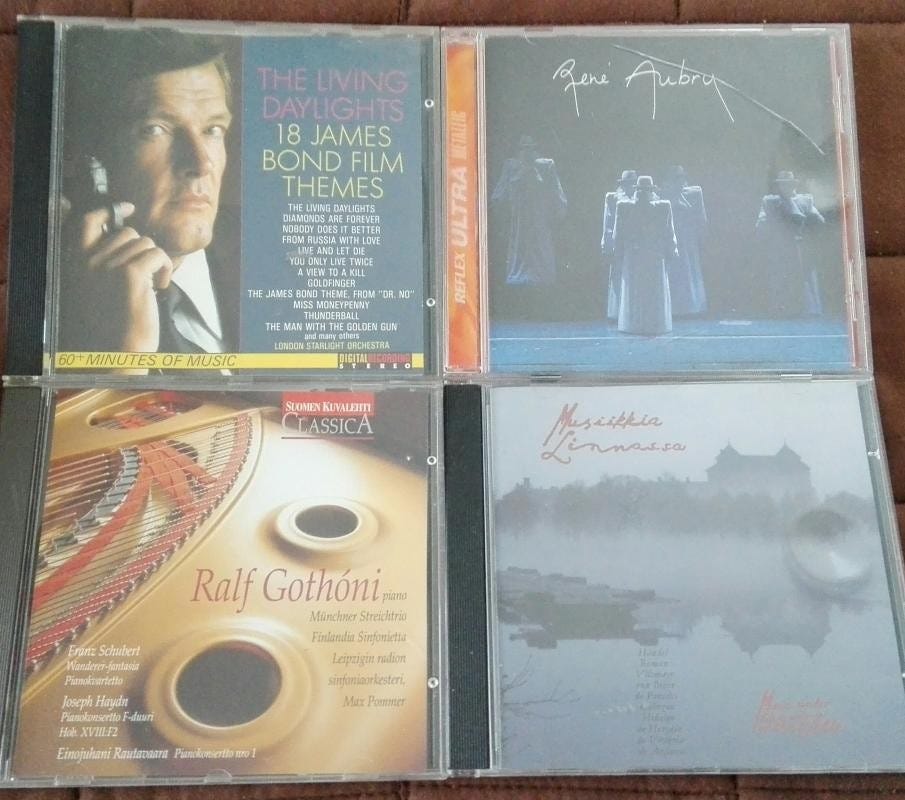 THE LIVING
DAYLIGHTS
18 JAMES
BOND FILM
THEMES
THE LIVING DAYLIGHTS
DIAMONDS ARE FOREVER
NOBODY DOES IT BETTER
FROM RUSSIA WITH LOVE
LIVE AND LET DIE
YOU ONLY LIVE TWICE
A VIEW TO A KILL
GOLDFINGER
THE JAMES BOND THEME, FROM "DR. NO"
MISS MONEYPENNY
THUNDERBALL
THE MAN WITH THE GOLDEN GUN
and many others
LONDON STARLIGHT ORCHESTRA
60+ MINUTES OF MUSIC
DIGITAL RECORDING
STEREO
REFLEX ULTRA METALLIC
René Aubry
SUOMEN KUVALEHTI
CLASSICA
Ralf Gothóni piano
Münchner Streichtrio
Finlandia Sinfonietta
Leipzigin radion
sinfoniaorkesteri,
Max Pommer
Franz Schubert
Wanderer-fantasia
Pianokvartetto
Joseph Haydn
Pianokonsertto F-duuri
Hob. XVIII:F2
Einojuhani Rautavaara Pianokonsertto nro 1
Musiikkia
Linnassa
Händel
Roman